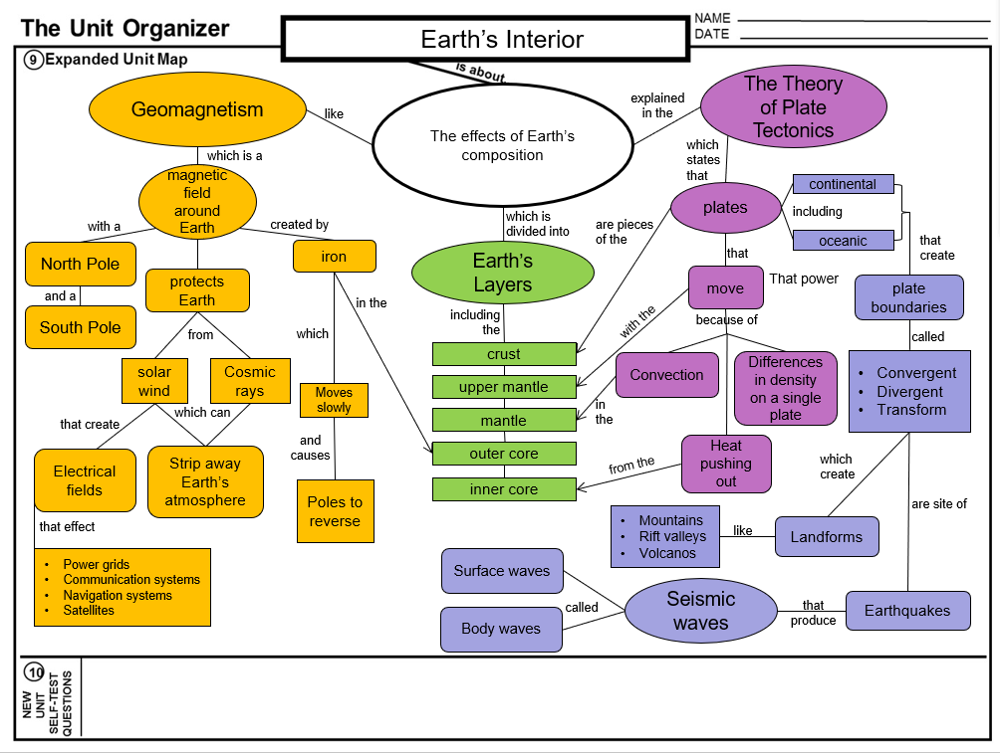 The Unit Organizer
Earth's Interior
NAME
DATE
9 Expanded Unit Map
is about
Geomagnetism
like
The effects of Earth's
composition
explained
in the
The Theory
of Plate
Tectonics
which is a
magnetic
field
around
Earth
with a
created by
North Pole
and a
South Pole
protects
Earth
iron
from
in the
which
solar
wind
Cosmic
rays
Moves
slowly
that create
which can
and
causes
Electrical
fields
Strip away
Earth's
atmosphere
Poles to
reverse
that effect
• Power grids
• Communication systems
• Navigation systems
• Satellites
which is
divided into
Earth's
Layers
including
the
crust
upper mantle
mantle
outer core
inner core
which
states
that
plates
are pieces
of the
including
continental
oceanic
that
create
that
move
That power
with the
because of
plate
boundaries
called
Convection
in
the
Differences
in density
on a single
plate
• Convergent
• Divergent
• Transform
Heat
pushing
out
from the
which
create
are site of
• Mountains
• Rift valleys
• Volcanos
like
Landforms
Surface waves
Body waves
called
Seismic
waves
that
produce
Earthquakes
10
NEW
UNIT
SELF-TEST
QUESTIONS